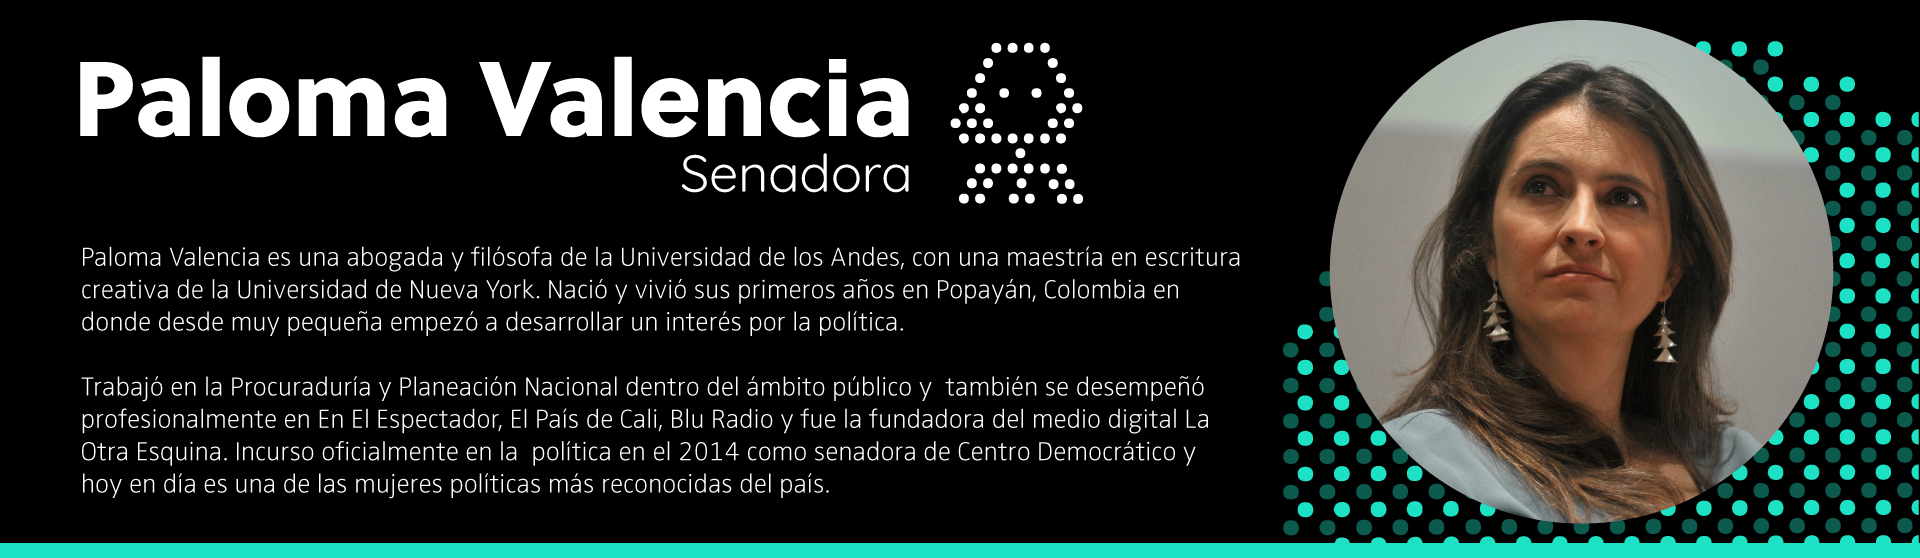 Paloma Valencia
Senadora
Paloma Valencia es una abogada y filósofa de la Universidad de los Andes, con una maestría en escritura
creativa de la Universidad de Nueva York. Nació y vivió sus primeros años en Popayán, Colombia en
donde desde muy pequeña empezó a desarrollar un interés por la política.
Trabajó en la Procuraduría y Planeación Nacional dentro del ámbito público y  también se desempeñó
profesionalmente en En El Espectador, El País de Cali, Blu Radio y fue la fundadora del medio digital La
Otra Esquina. Incurso oficialmente en la  política en el 2014 como senadora de Centro Democrático y
hoy en día es una de las mujeres políticas más reconocidas del país.